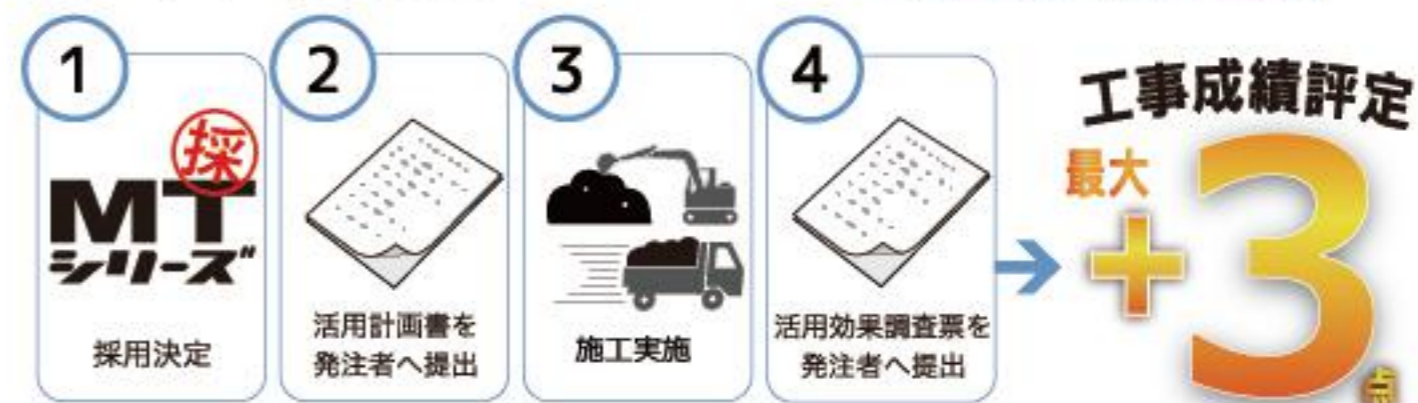 1
採
MT
シリーズ
採用決定
2
活用計画書を
発注者へ提出
3
施工実施
4
活用効果調査票を
発注者へ提出
工事成績評定
最大
+3
点